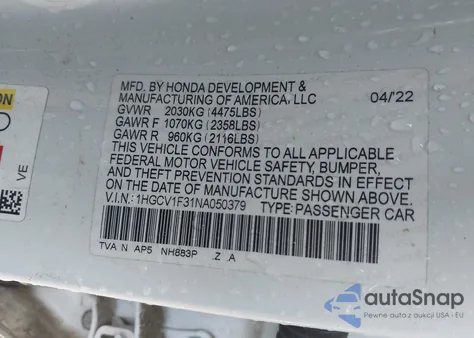 MFD. BY HONDA DEVELOPMENT &
MANUFACTURING OF AMERICA, LLC 04/22
GVWR 2030KG (4475LBS)
GAWR F 1070KG (2358LBS)
GAWR R 960KG (2116LBS)
THIS VEHICLE CONFORMS TO ALL APPLICABLE
FEDERAL MOTOR VEHICLE SAFETY, BUMPER,
AND THEFT PREVENTION STANDARDS IN EFFECT
ON THE DATE OF MANUFACTURE SHOWN ABOVE.
V.I.N.: 1HGCV1F31NA050379 TYPE:PASSENGER CAR
TVA N AP5 NH883P .Z .A
VE
autoSnap
Pewne auta z aukcji USA i EU